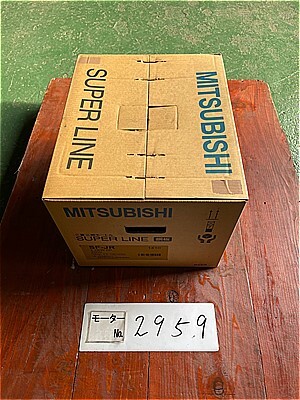 SUPER LINE
MITSUBISHI
MITSUBISHI
SUPER LINE
SF-JR
モーター
No. 2959